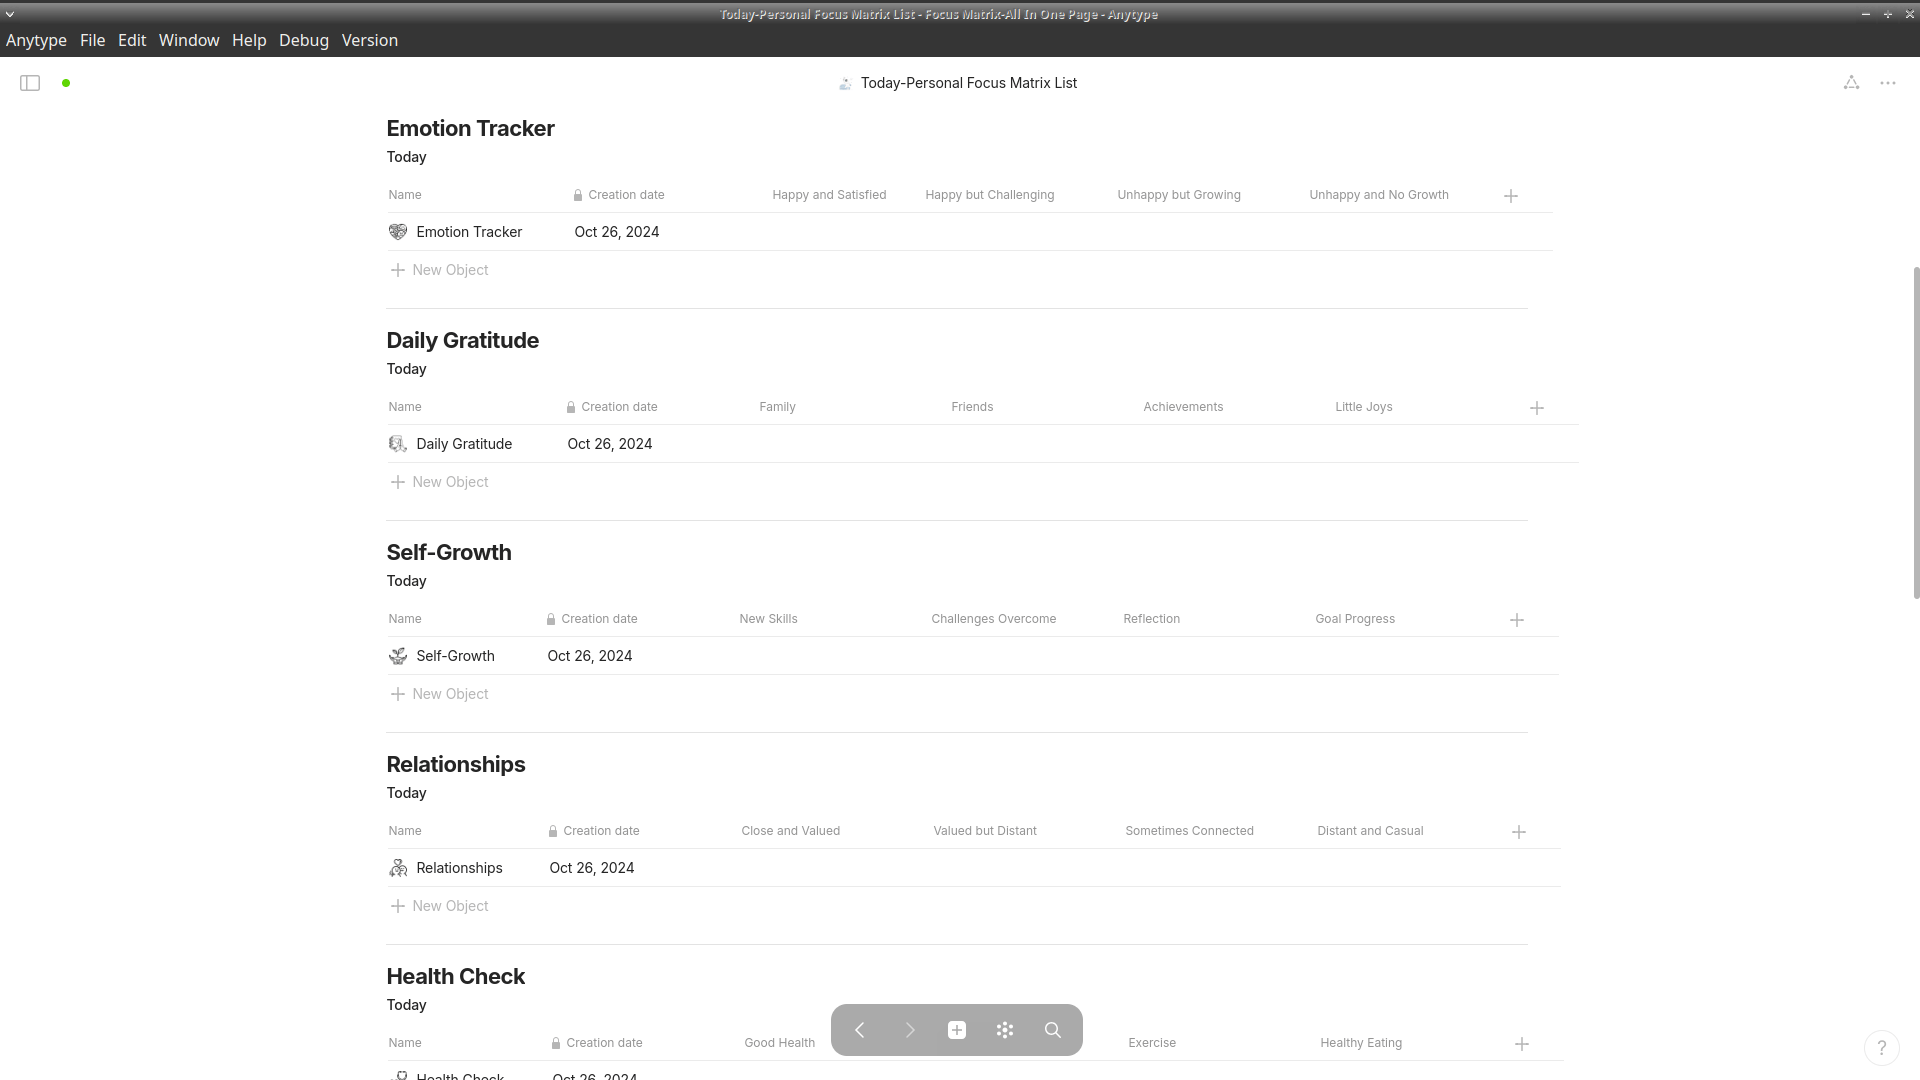 Today-Personal Focus Matrix List - Focus Matrix-All In One Page - Anytype
Anytype File Edit Window Help Debug Version
Today-Personal Focus Matrix List
Emotion Tracker
Today
Name Creation date Happy and Satisfied Happy but Challenging Unhappy but Growing Unhappy and No Growth
Emotion Tracker Oct 26, 2024
New Object
Daily Gratitude
Today
Name Creation date Family Friends Achievements Little Joys
Daily Gratitude Oct 26, 2024
New Object
Self-Growth
Today
Name Creation date New Skills Challenges Overcome Reflection Goal Progress
Self-Growth Oct 26, 2024
New Object
Relationships
Today
Name Creation date Close and Valued Valued but Distant Sometimes Connected Distant and Casual
Relationships Oct 26, 2024
New Object
Health Check
Today
Name Creation date Good Health Exercise Healthy Eating
Health Check Oct 26, 2024
?